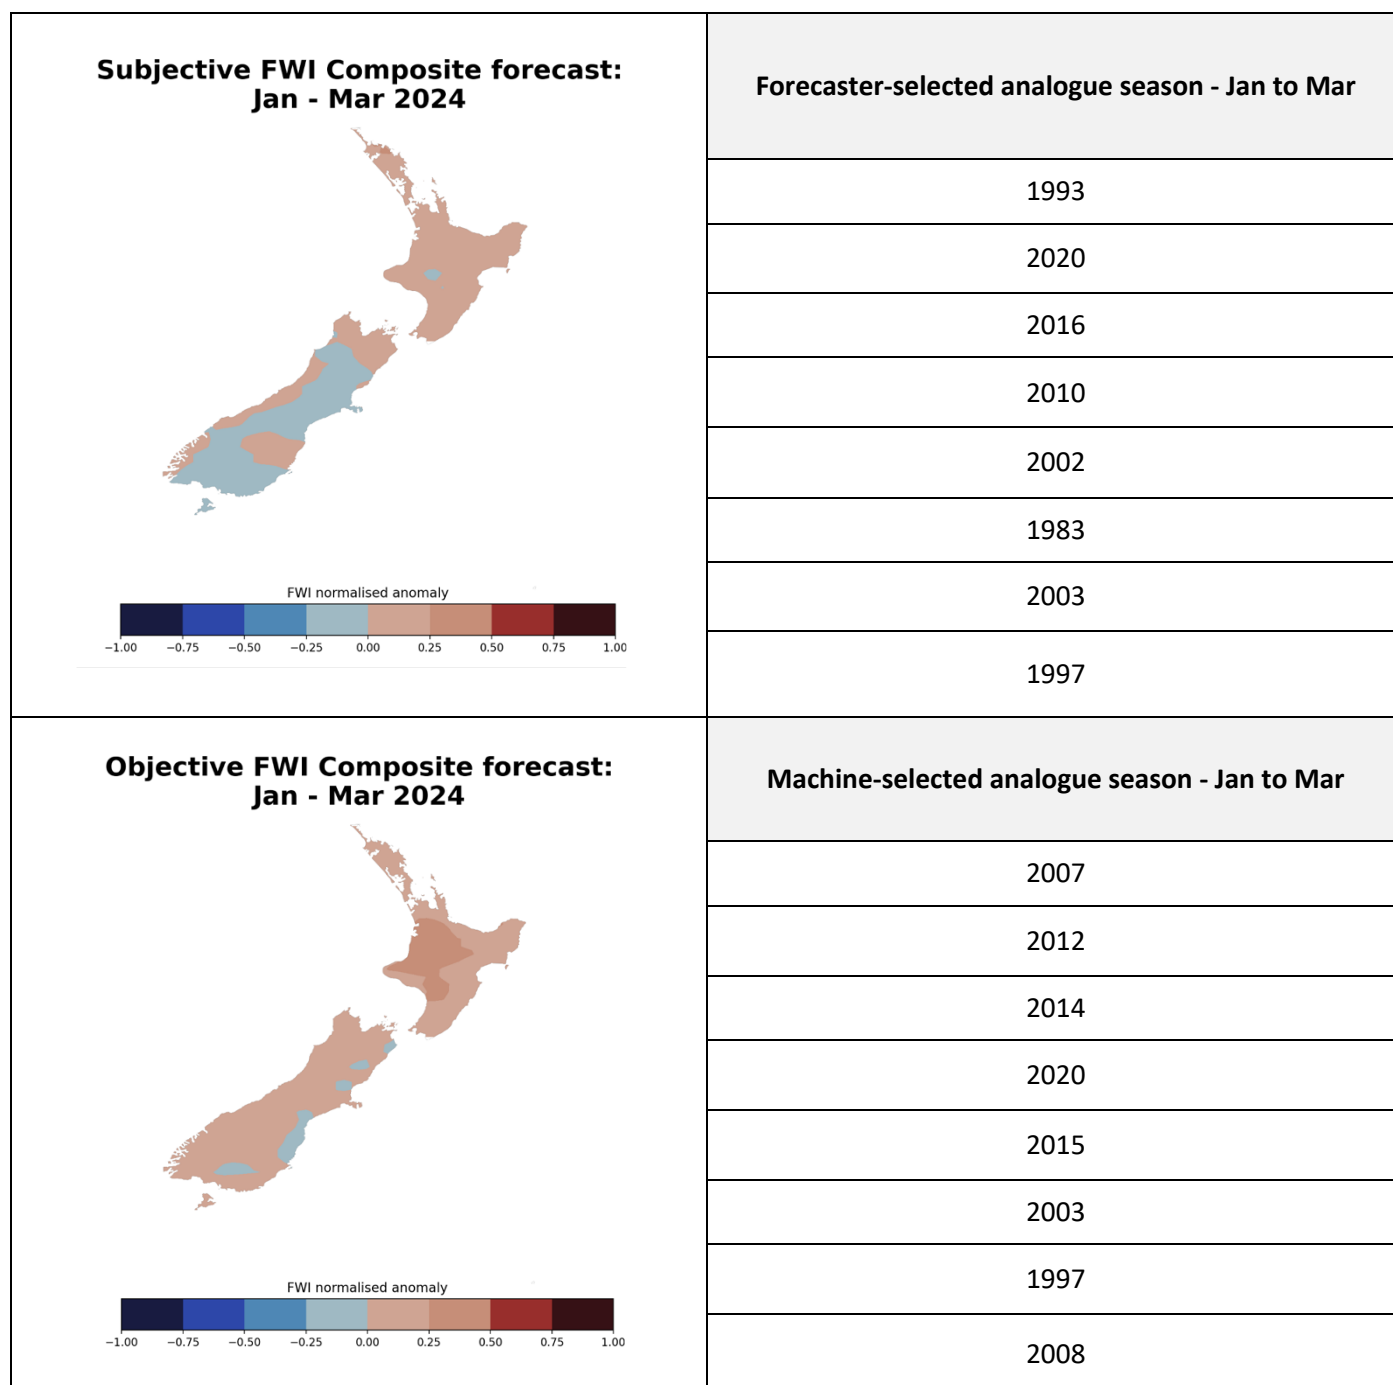 Subjective FWI Composite forecast:
Jan - Mar 2024
FWI normalised anomaly
−1.00 −0.75 −0.50 −0.25 0.00 0.25 0.50 0.75 1.00
Forecaster-selected analogue season - Jan to Mar
1993
2020
2016
2010
2002
1983
2003
1997
Objective FWI Composite forecast:
Jan - Mar 2024
FWI normalised anomaly
−1.00 −0.75 −0.50 −0.25 0.00 0.25 0.50 0.75 1.00
Machine-selected analogue season - Jan to Mar
2007
2012
2014
2020
2015
2003
1997
2008